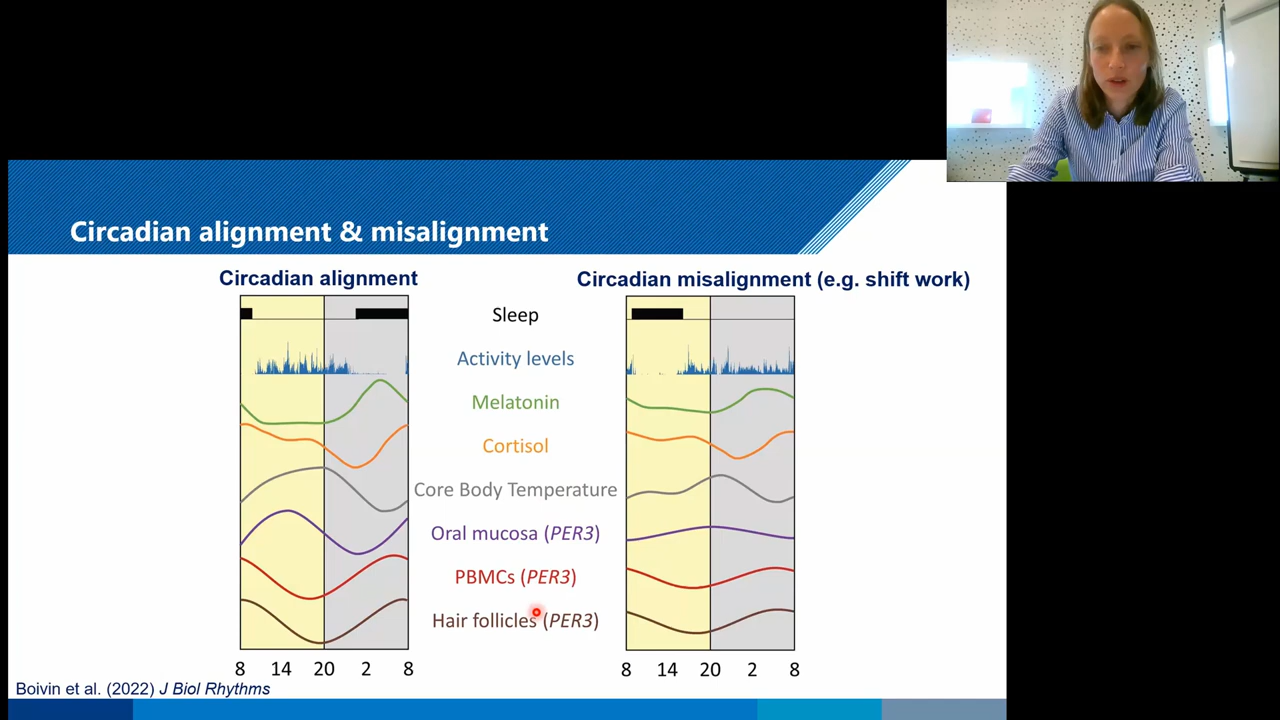 Circadian alignment & misalignment
Circadian alignment
Circadian misalignment (e.g. shift work)
Sleep
Activity levels
Melatonin
Cortisol
Core Body Temperature
Oral mucosa (PER3)
PBMCs (PER3)
Hair follicles (PER3)
8 14 20 2 8
8 14 20 2 8
Boivin et al. (2022) J Biol Rhythms